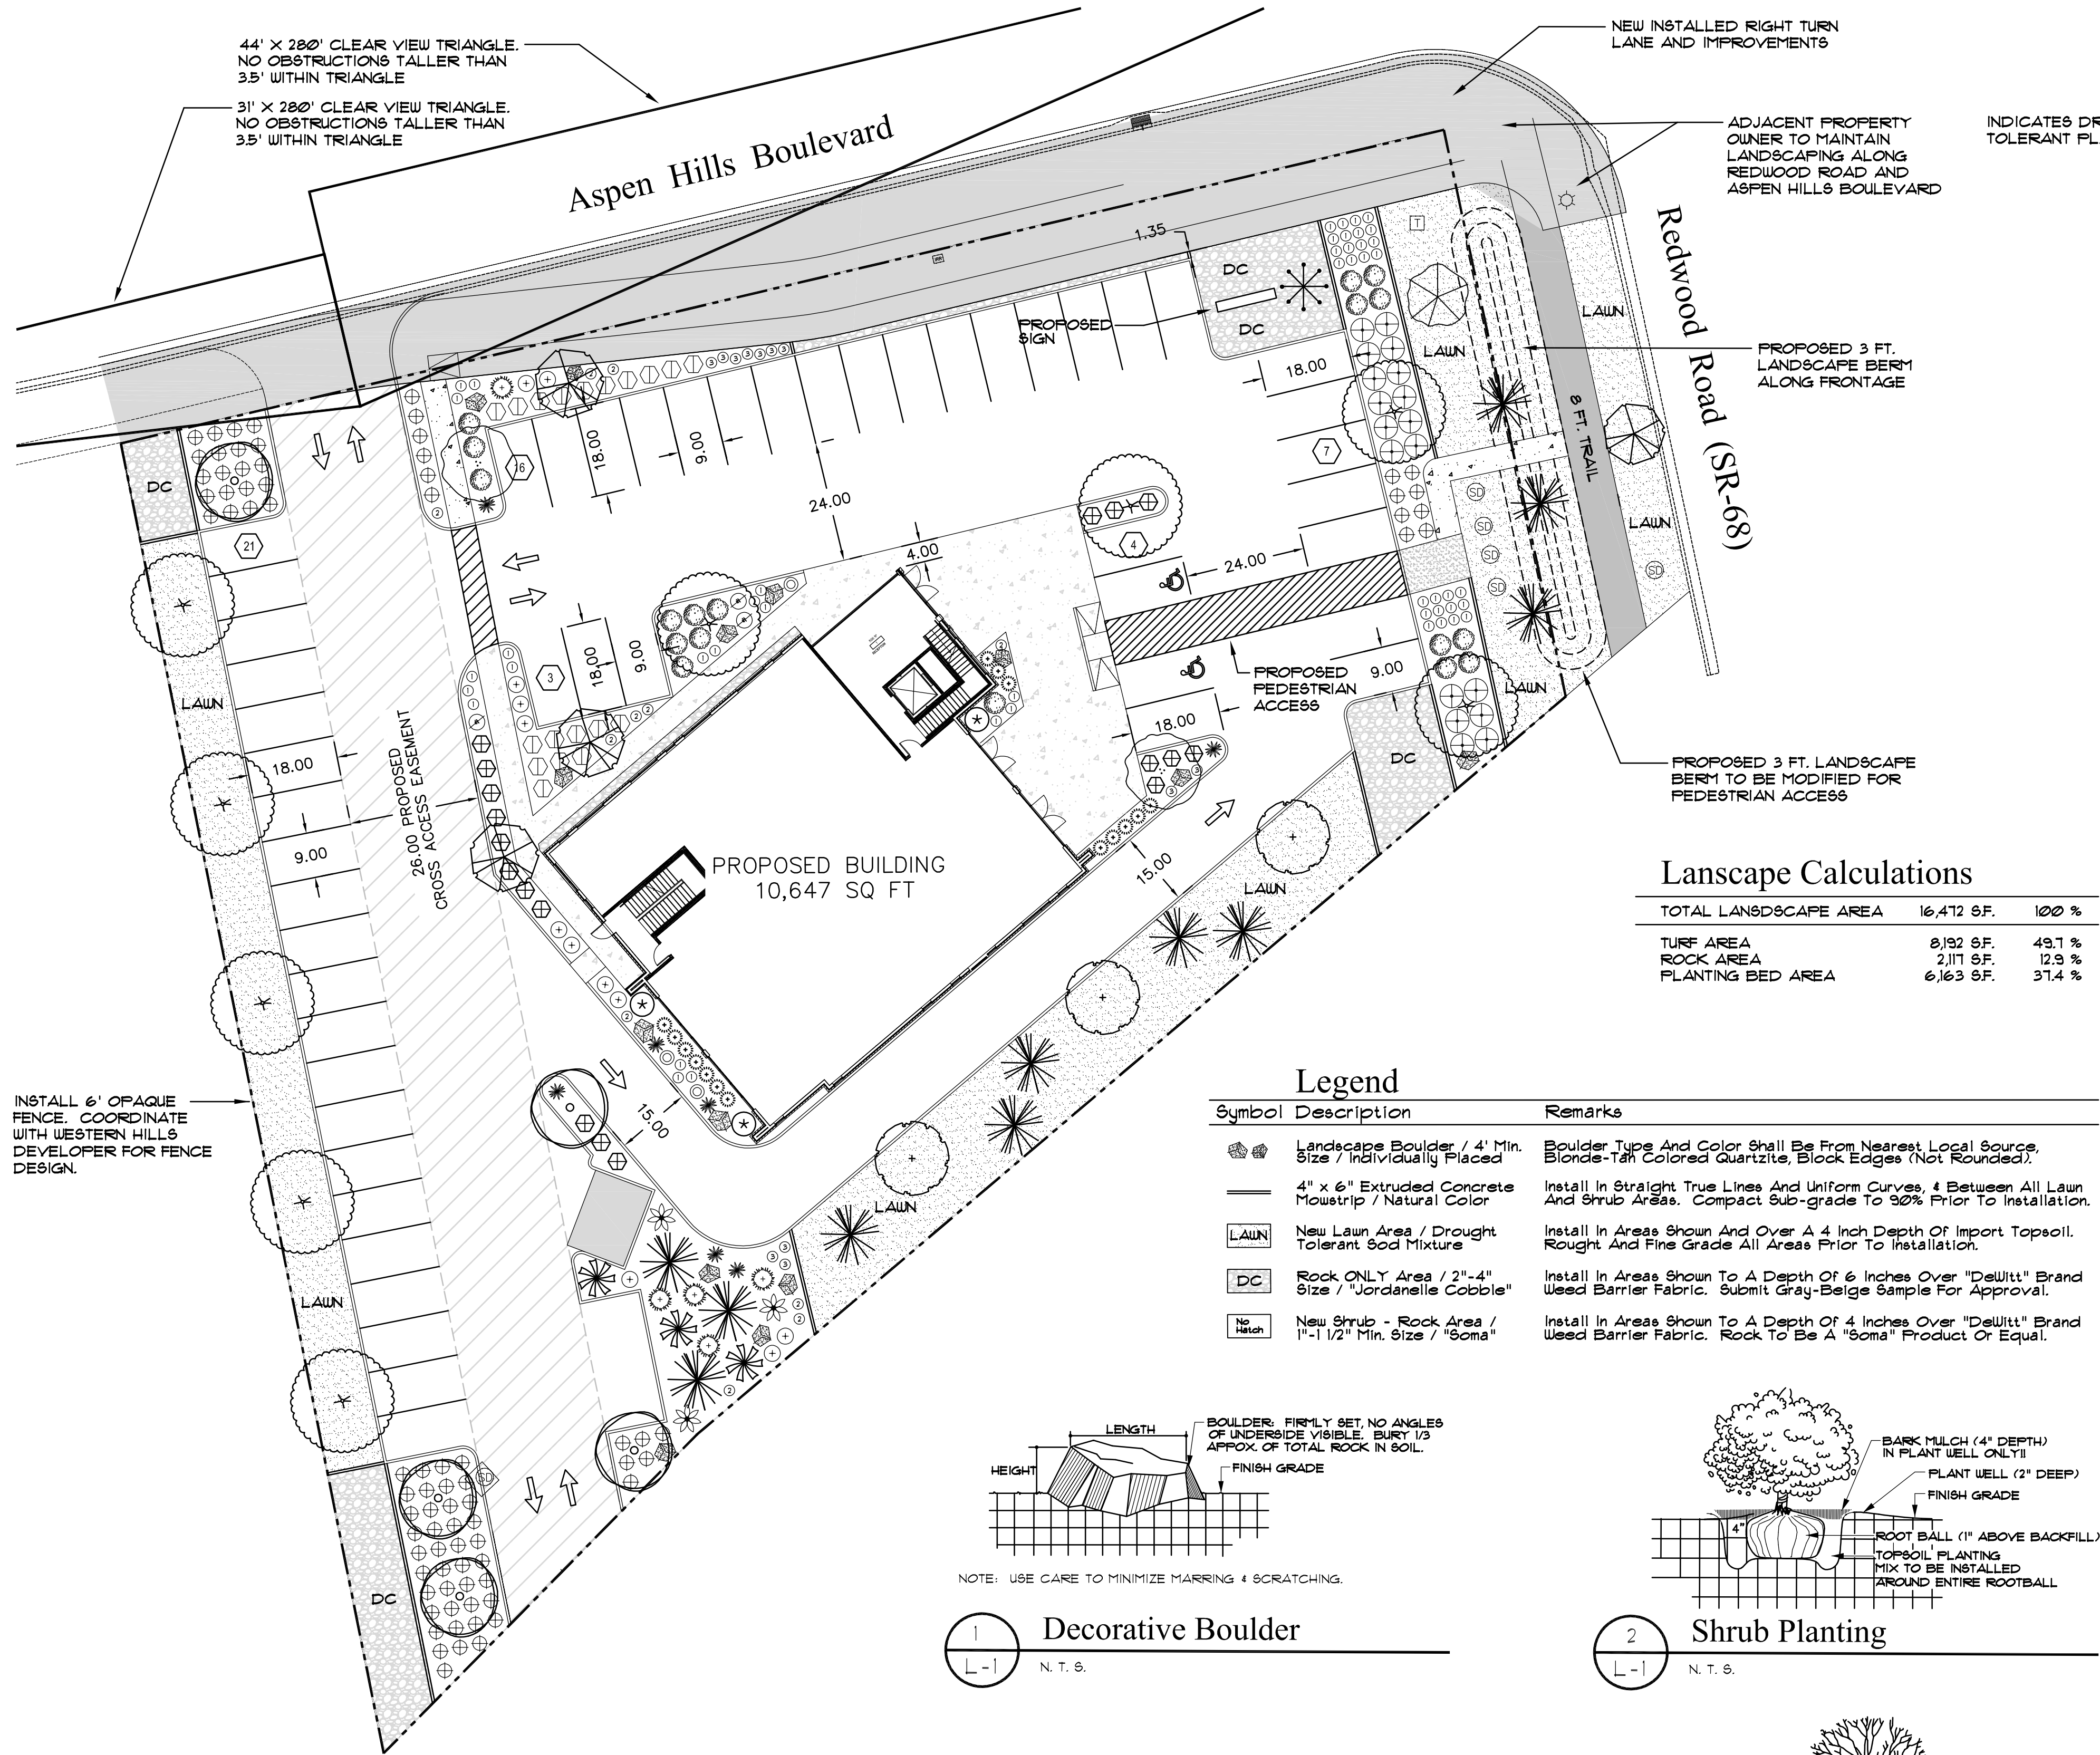 44' X 280' CLEAR VIEW TRIANGLE.
NO OBSTRUCTIONS TALLER THAN
3.5' WITHIN TRIANGLE
31' X 280' CLEAR VIEW TRIANGLE.
NO OBSTRUCTIONS TALLER THAN
3.5' WITHIN TRIANGLE
Aspen Hills Boulevard
NEW INSTALLED RIGHT TURN
LANE AND IMPROVEMENTS
ADJACENT PROPERTY
OWNER TO MAINTAIN
LANDSCAPING ALONG
REDWOOD ROAD AND
ASPEN HILLS BOULEVARD
INDICATES DR
TOLERANT PL
Redwood Road (SR-68)
1.35
DC
DC
PROPOSED
SIGN
T
LAWN
LAWN
18.00
PROPOSED 3 FT.
LANDSCAPE BERM
ALONG FRONTAGE
8 FT. TRAIL
7
16
18.00
9.00
24.00
DC
21
LAWN
SD
SD
SD
SD
SD
4
4.00
24.00
3
18.00
9.00
9.00
PROPOSED
PEDESTRIAN
ACCESS
18.00
LAWN
DC
LAWN
18.00
9.00
26.00 PROPOSED
CROSS ACCESS EASEMENT
PROPOSED 3 FT. LANDSCAPE
BERM TO BE MODIFIED FOR
PEDESTRIAN ACCESS
PROPOSED BUILDING
10,647 SQ FT
15.00
LAWN
Lanscape Calculations
TOTAL LANSDSCAPE AREA 16,472 S.F. 100 %
TURF AREA 8,192 S.F. 49.7 %
ROCK AREA 2,117 S.F. 12.9 %
PLANTING BED AREA 6,163 S.F. 37.4 %
INSTALL 6' OPAQUE
FENCE. COORDINATE
WITH WESTERN HILLS
DEVELOPER FOR FENCE
DESIGN.
15.00
LAWN
LAWN
SD
DC
Legend
Symbol Description Remarks
Landscape Boulder / 4' Min. Boulder Type And Color Shall Be From Nearest Local Source,
Size / Individually Placed Blonde-Tan Colored Quartzite, Block Edges (Not Rounded).
4" x 6" Extruded Concrete Install In Straight True Lines And Uniform Curves, & Between All Lawn
Mowstrip / Natural Color And Shrub Areas. Compact Sub-grade To 90% Prior To Installation.
LAWN New Lawn Area / Drought Install In Areas Shown And Over A 4 Inch Depth Of Import Topsoil.
Tolerant Sod Mixture Rought And Fine Grade All Areas Prior To Installation.
DC Rock ONLY Area / 2"-4" Install In Areas Shown To A Depth Of 6 Inches Over "DeWitt" Brand
Size / "Jordanelle Cobble" Weed Barrier Fabric. Submit Gray-Beige Sample For Approval.
No Hatch New Shrub - Rock Area / Install In Areas Shown To A Depth Of 4 Inches Over "DeWitt" Brand
1"-1 1/2" Min. Size / "Soma" Weed Barrier Fabric. Rock To Be A "Soma" Product Or Equal.
LENGTH
HEIGHT
BOULDER: FIRMLY SET, NO ANGLES
OF UNDERSIDE VISIBLE. BURY 1/3
APPOX. OF TOTAL ROCK IN SOIL.
FINISH GRADE
NOTE: USE CARE TO MINIMIZE MARRING & SCRATCHING.
1
L-1
Decorative Boulder
N. T. S.
BARK MULCH (4" DEPTH)
IN PLANT WELL ONLY!!
PLANT WELL (2" DEEP)
FINISH GRADE
4"
ROOT BALL (1" ABOVE BACKFILL)
TOPSOIL PLANTING
MIX TO BE INSTALLED
AROUND ENTIRE ROOTBALL
2
L-1
Shrub Planting
N. T. S.